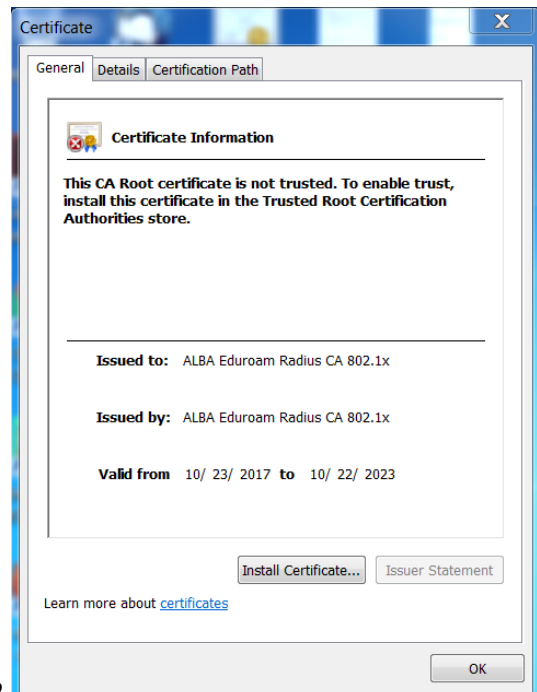 Certificate
X
General Details Certification Path
Certificate Information
This CA Root certificate is not trusted. To enable trust,
install this certificate in the Trusted Root Certification
Authorities store.
Issued to: ALBA Eduroam Radius CA 802.1x
Issued by: ALBA Eduroam Radius CA 802.1x
Valid from 10/ 23/ 2017 to 10/ 22/ 2023
Install Certificate... Issuer Statement
Learn more about certificates
OK